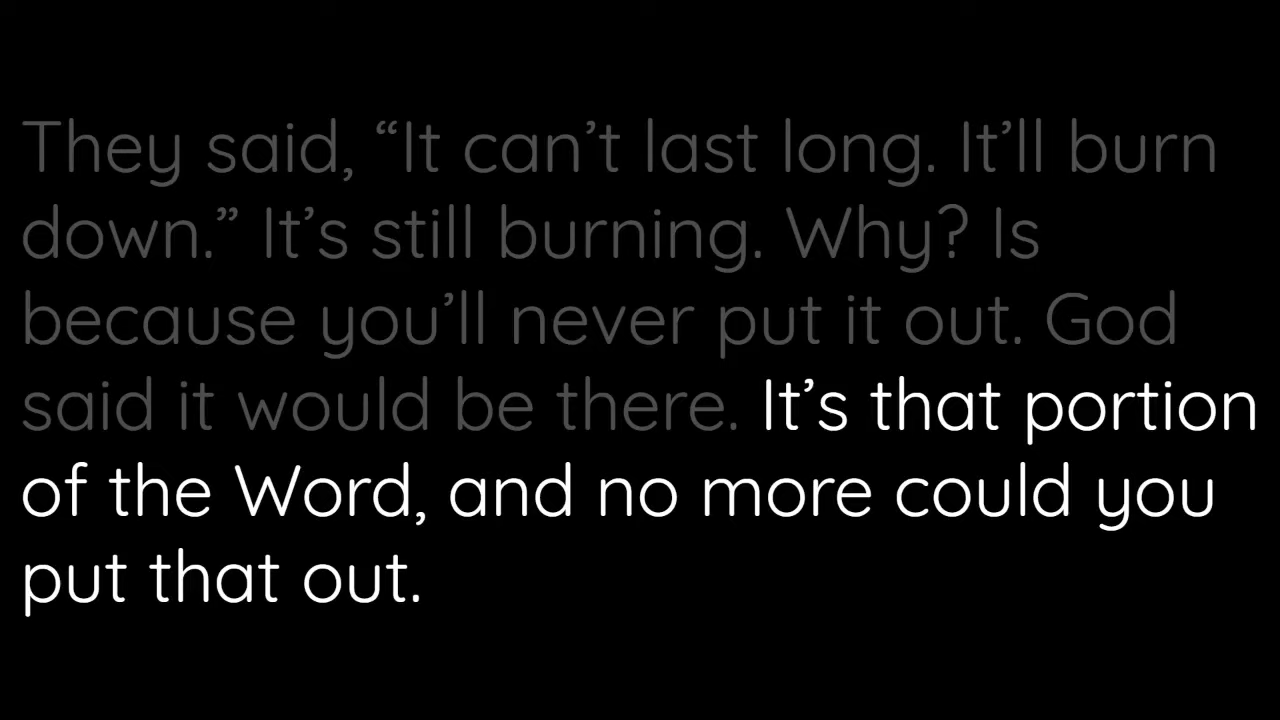 They said, “It can’t last long. It’ll burn
down.” It’s still burning. Why? Is
because you’ll never put it out. God
said it would be there. It’s that portion
of the Word, and no more could you
put that out.